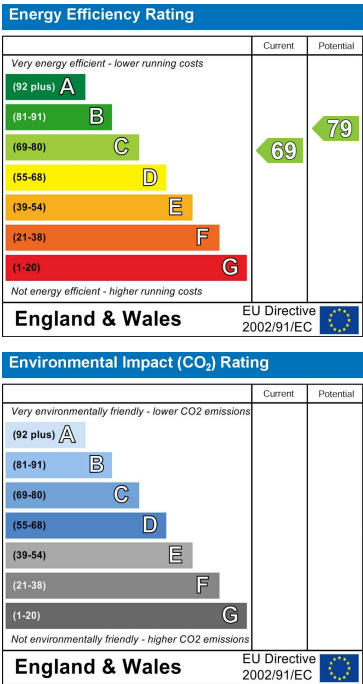 Energy Efficiency Rating
Current Potential
Very energy efficient - lower running costs
(92 plus) A
(81-91) B
(69-80) C
(55-68) D
(39-54) E
(21-38) F
(1-20) G
69
79
Not energy efficient - higher running costs
England & Wales
EU Directive
2002/91/EC
Environmental Impact (CO₂) Rating
Current Potential
Very environmentally friendly - lower CO2 emissions
(92 plus) A
(81-91) B
(69-80) C
(55-68) D
(39-54) E
(21-38) F
(1-20) G
Not environmentally friendly - higher CO2 emissions
England & Wales
EU Directive
2002/91/EC